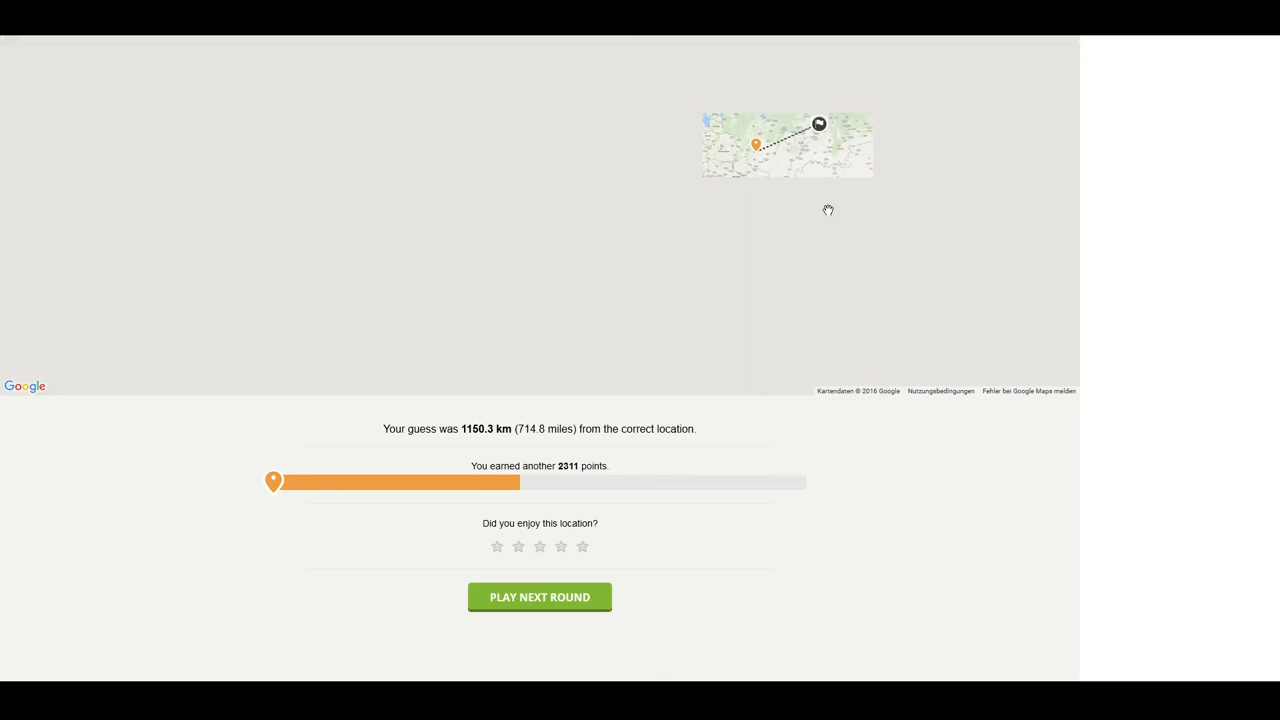 Google
Kartendaten © 2016 Google Nutzungsbedingungen Fehler bei Google Maps melden
Your guess was 1150.3 km (714.8 miles) from the correct location.
You earned another 2311 points.
Did you enjoy this location?
PLAY NEXT ROUND